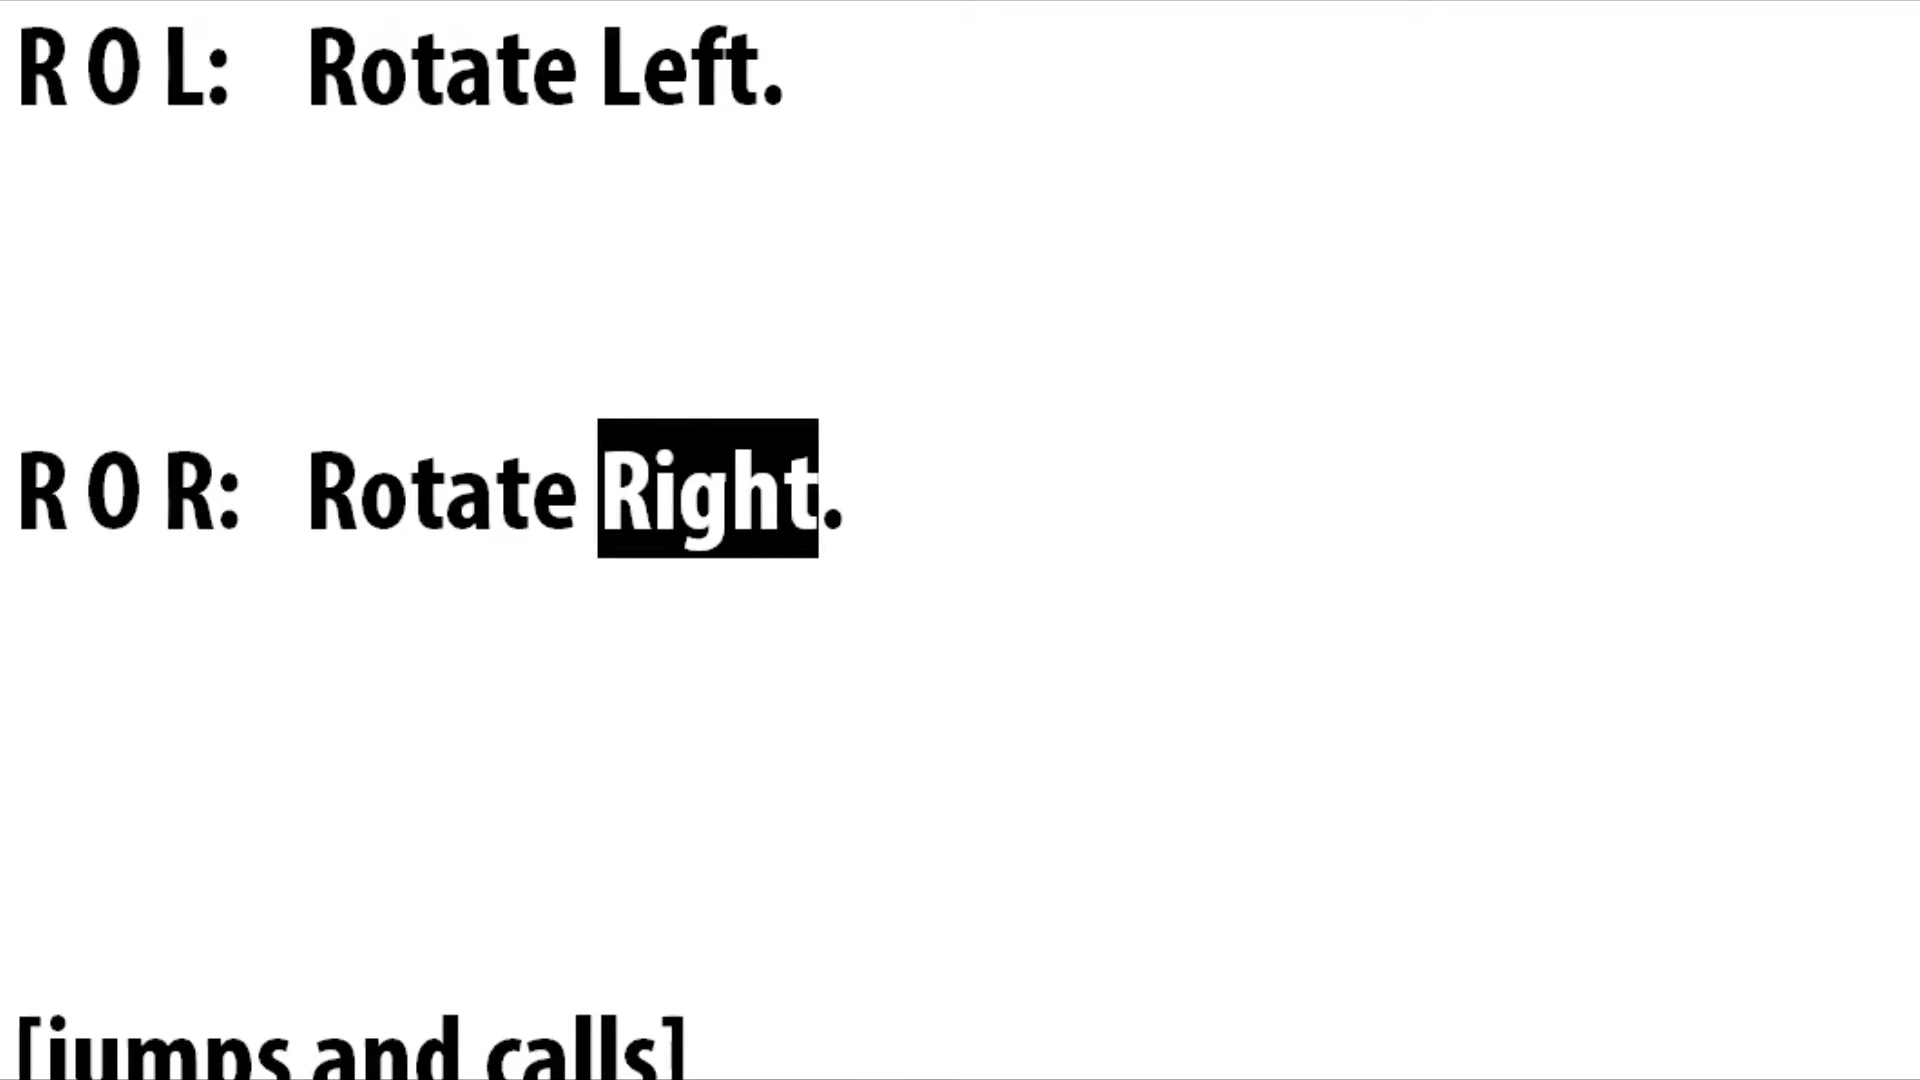 R O L: Rotate Left.
R O R: Rotate Right.
[jumps and calls]